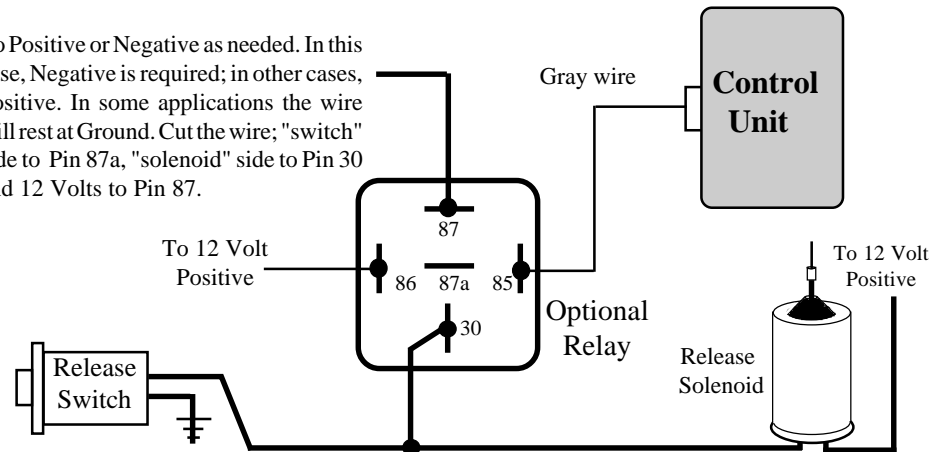 o Positive or Negative as needed. In this
se, Negative is required; in other cases,
ositive. In some applications the wire
ill rest at Ground. Cut the wire; "switch"
de to Pin 87a, "solenoid" side to Pin 30
d 12 Volts to Pin 87.
Gray wire
Control
Unit
87
To 12 Volt
Positive
86
87a
85
30
Optional
Relay
To 12 Volt
Positive
Release
Switch
Release
Solenoid